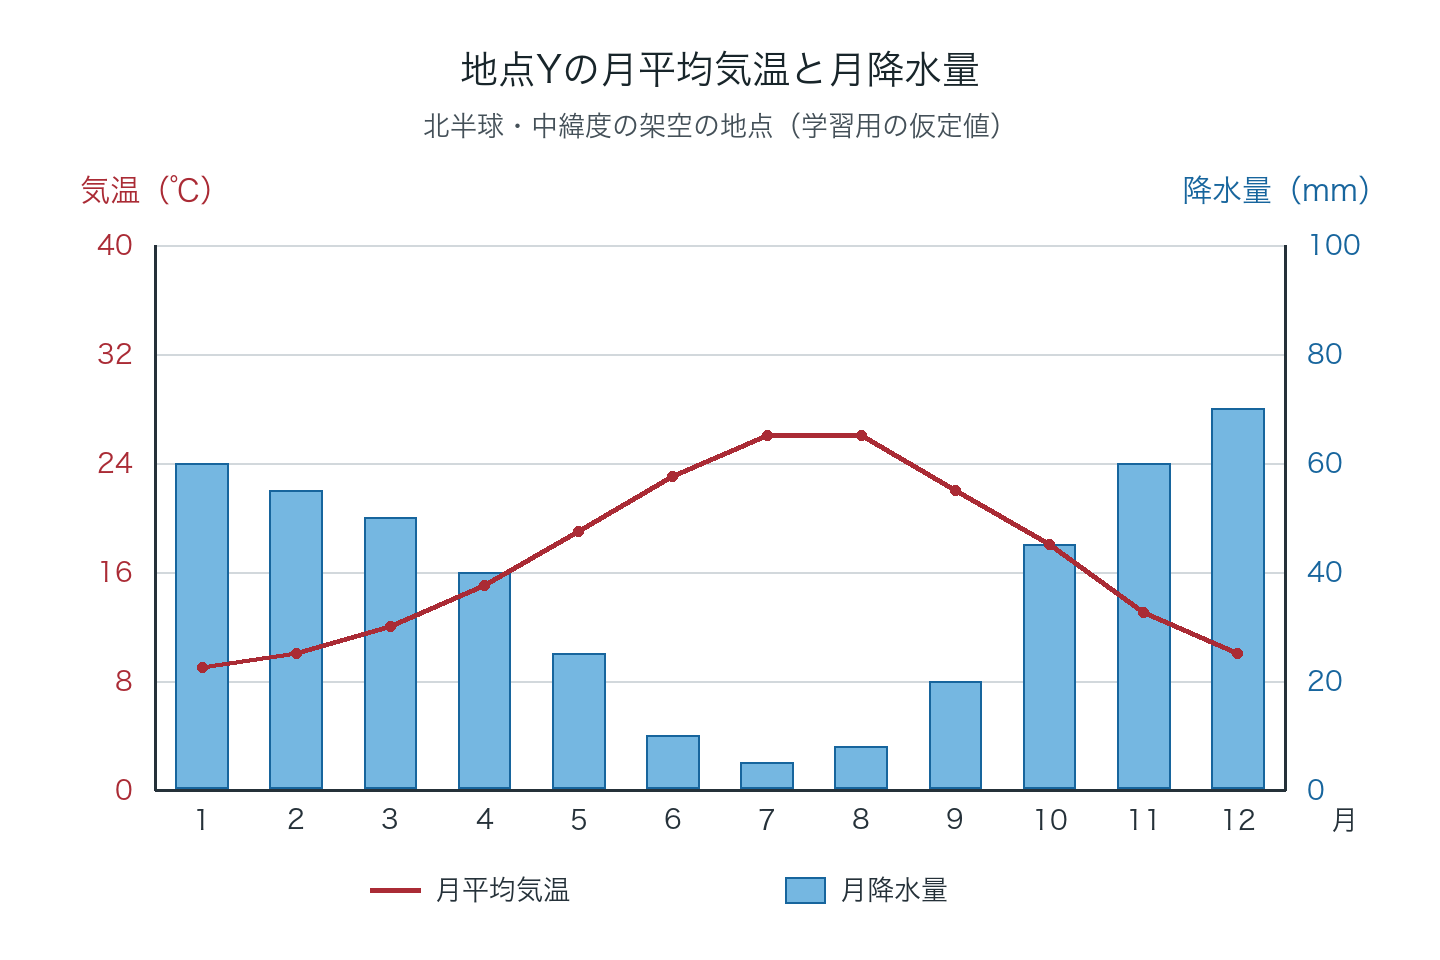 地点Yの月平均気温と月降水量
北半球・中緯度の架空の地点（学習用の仮定値）
気温（℃） 降水量（mm）
40 100
32 80
24 60
16 40
8 20
0 0
1 2 3 4 5 6 7 8 9 10 11 12 月
月平均気温 月降水量